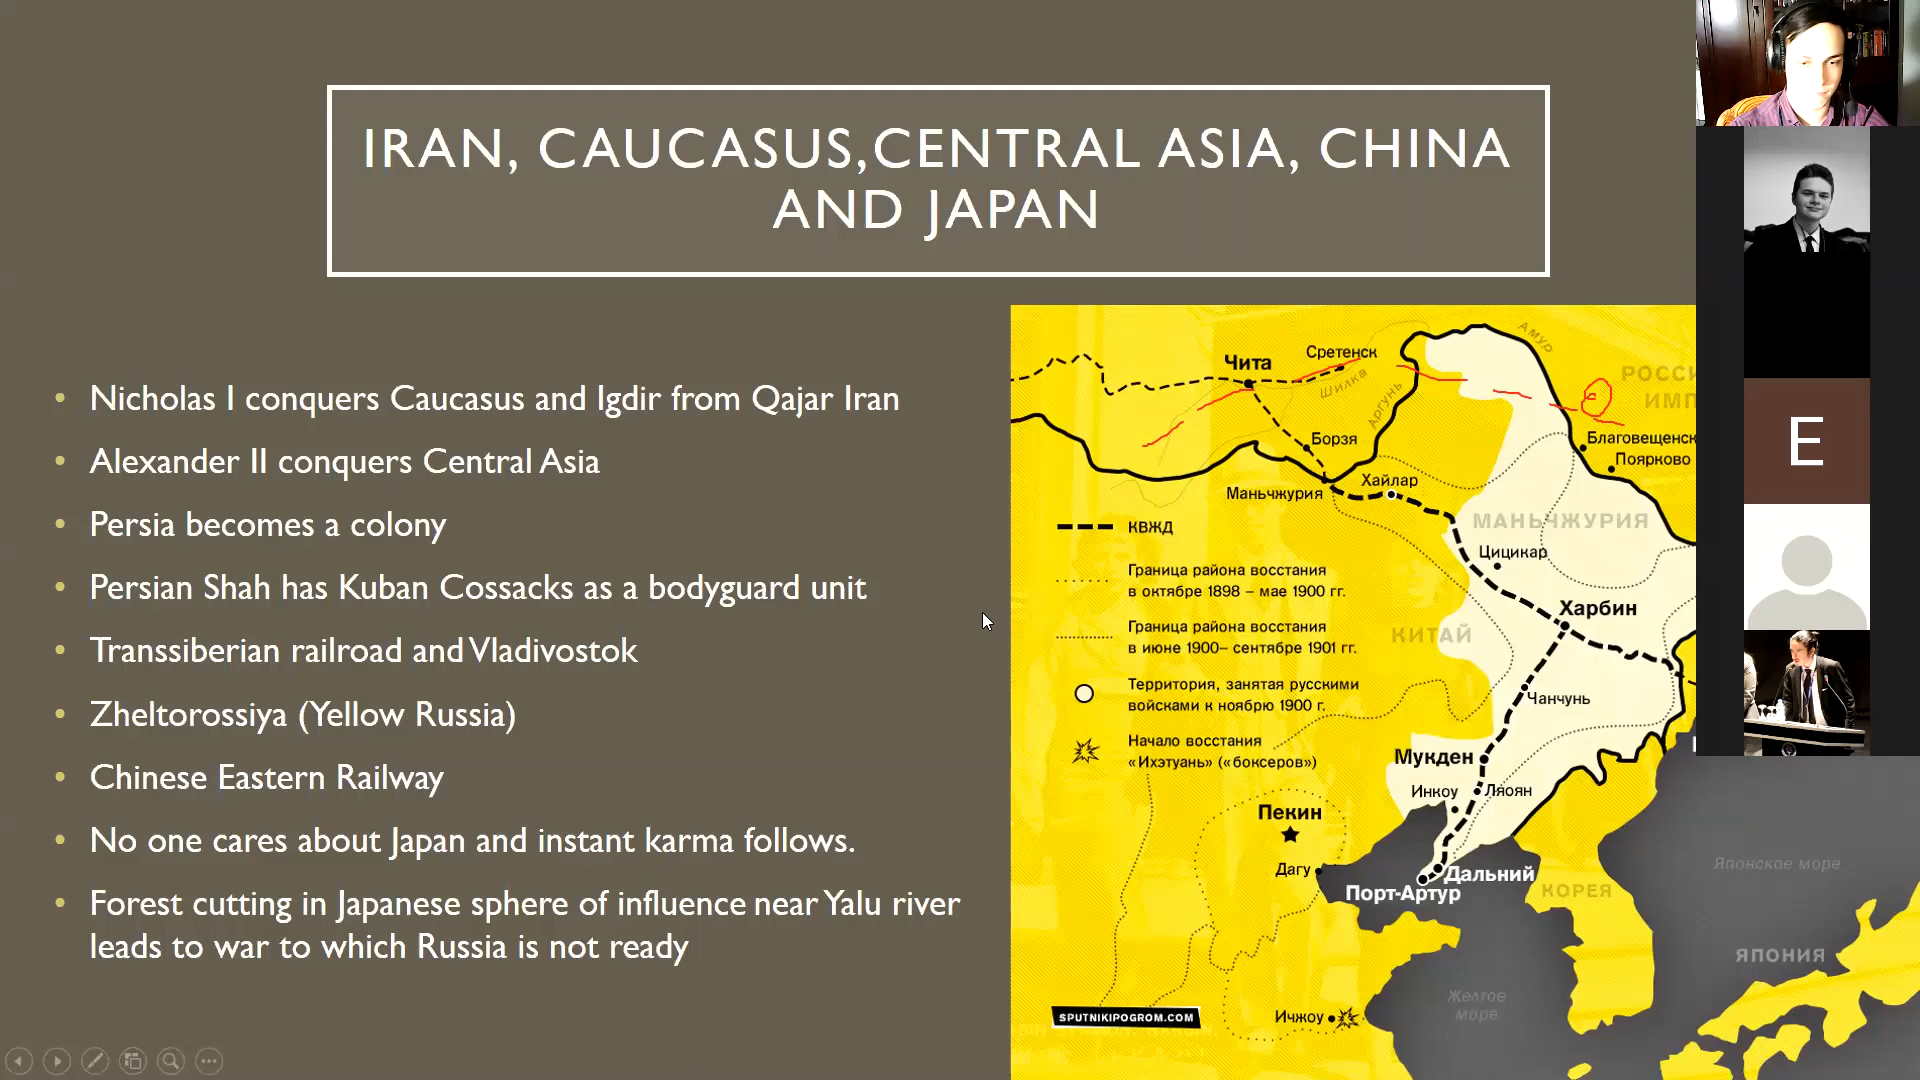 IRAN, CAUCASUS,CENTRAL ASIA, CHINA
AND JAPAN
• Nicholas I conquers Caucasus and Igdir from Qajar Iran
• Alexander II conquers Central Asia
• Persia becomes a colony
• Persian Shah has Kuban Cossacks as a bodyguard unit
• Transsiberian railroad and Vladivostok
• Zheltorossiya (Yellow Russia)
• Chinese Eastern Railway
• No one cares about Japan and instant karma follows.
• Forest cutting in Japanese sphere of influence near Yalu river
leads to war to which Russia is not ready
Амур
Сретенск
Чита
Шилка
Аргунь
РОССИ
ИМП
Борзя
Благовещенск
Поярково
Хайлар
Маньчжурия
МАНЬЧЖУРИЯ
КВЖД
Цицикар
Граница района восстания
в октябре 1898 – мае 1900 гг.
Харбин
Граница района восстания
в июне 1900– сентябре 1901 гг.
КИТАЙ
Территория, занятая русскими
войсками к ноябрю 1900 г.
Чанчунь
Начало восстания
«Ихэтуань» («боксеров»)
Мукден
Инкоу
Ляоян
Пекин
Дагу
Дальний
Порт-Артур
КОРЕЯ
Японское море
ЯПОНИЯ
Желтое
море
SPUTNIKIPOGROM.COM
Ичжоу
E